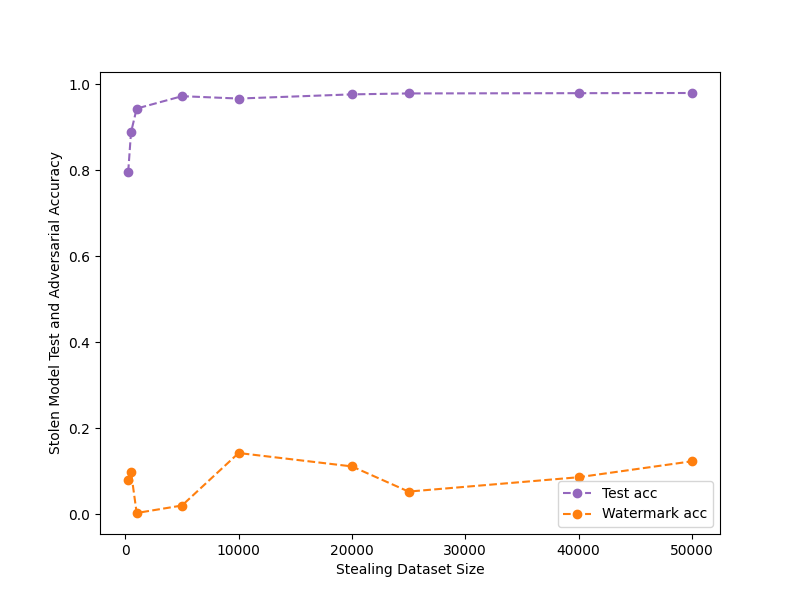 1.0
0.8
0.6
0.4
0.2
0.0
Stolen Model Test and Adversarial Accuracy
Test acc
Watermark acc
0 10000 20000 30000 40000 50000
Stealing Dataset Size